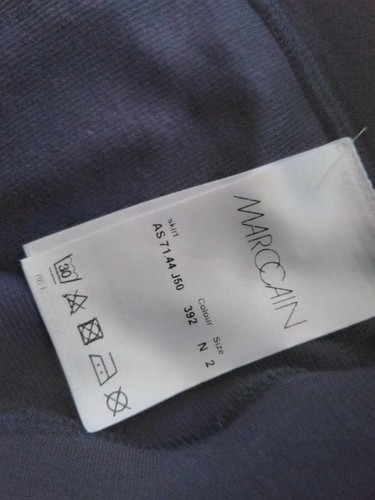 MARCCAIN
Colour Size
392 N 2
skirt
AS 71.44 J50
30